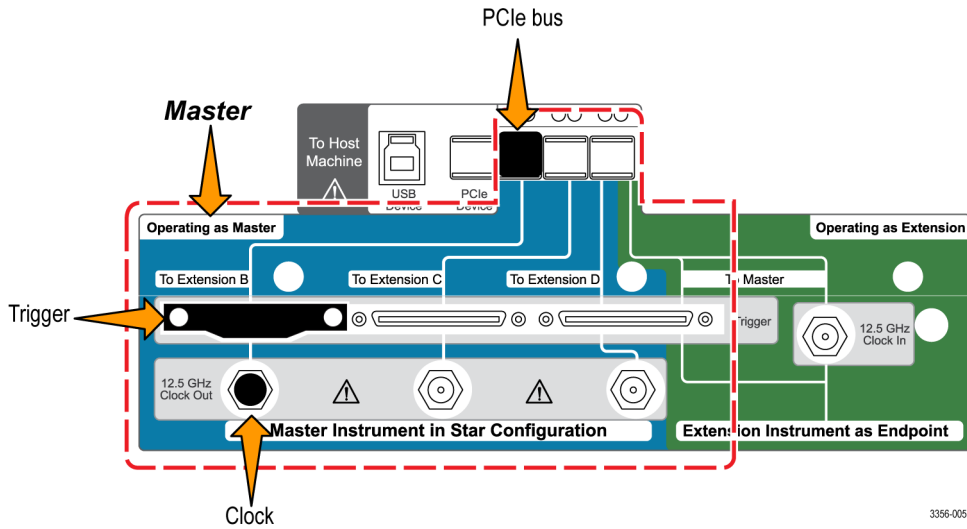 PCIe bus
Master
To Host
Machine
USB
Device
PCIe
Device
Operating as Master
Operating as Extension
To Extension B
To Extension C
To Extension D
To Master
Trigger
Trigger
12.5 GHz
Clock In
12.5 GHz
Clock Out
Master Instrument in Star Configuration
Extension Instrument as Endpoint
Clock
3356-005